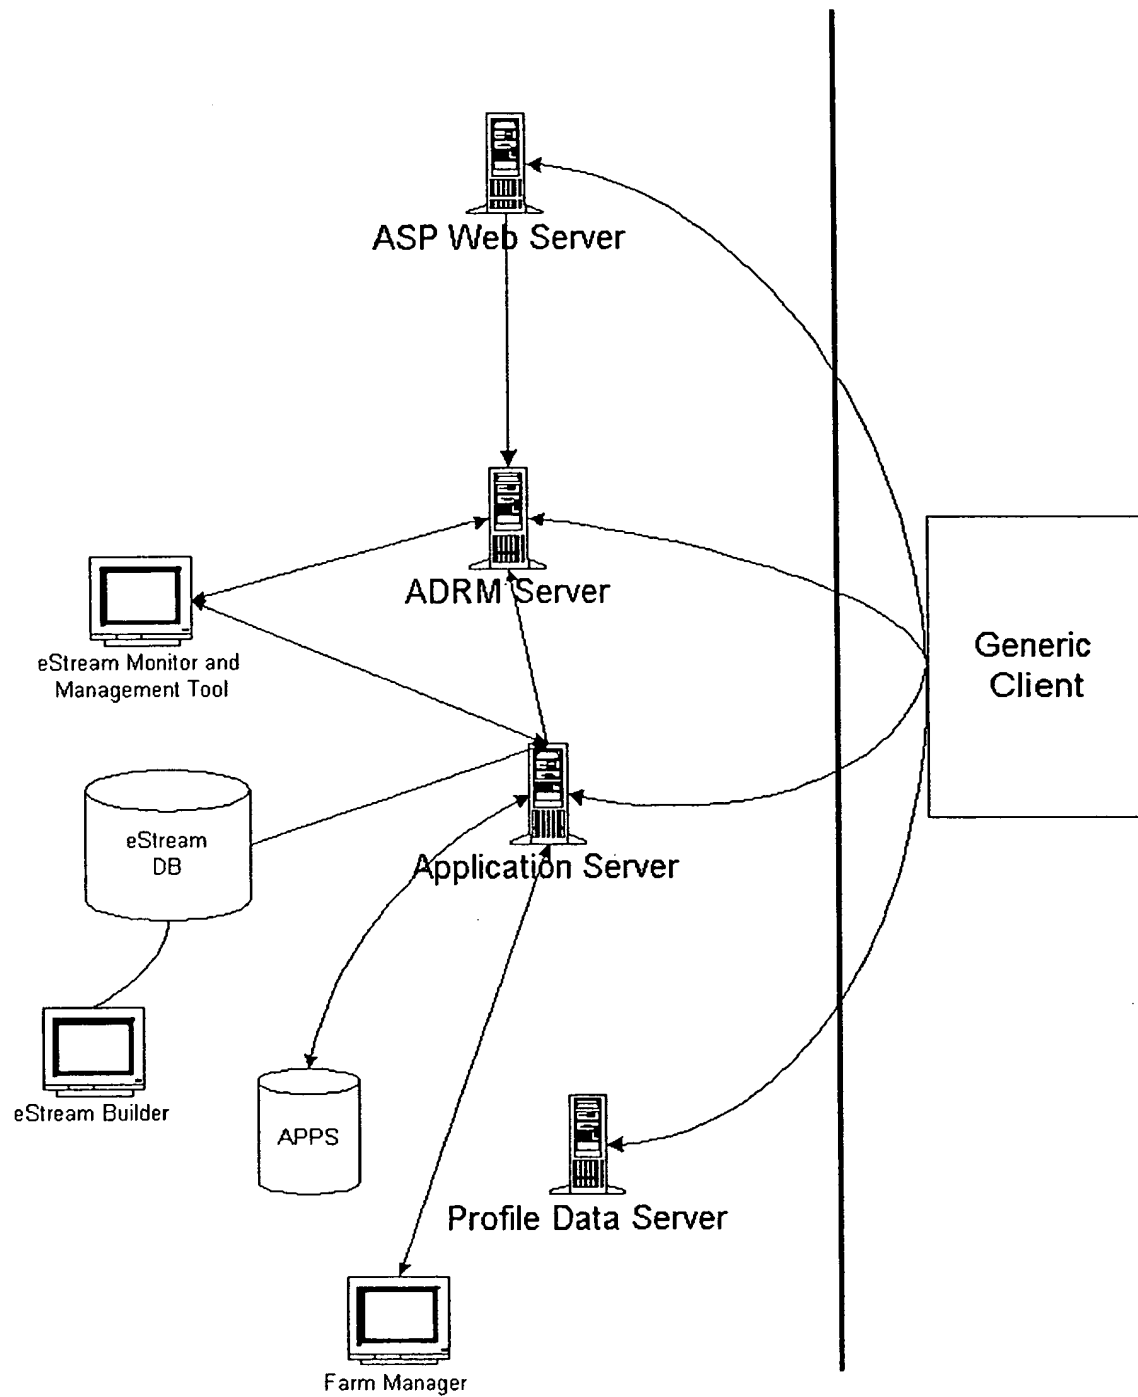 ASP Web Server
ADRM Server
Generic
Client
eStream Monitor and
Management Tool
eStream
DB
Application Server
eStream Builder
APPS
Profile Data Server
Farm Manager